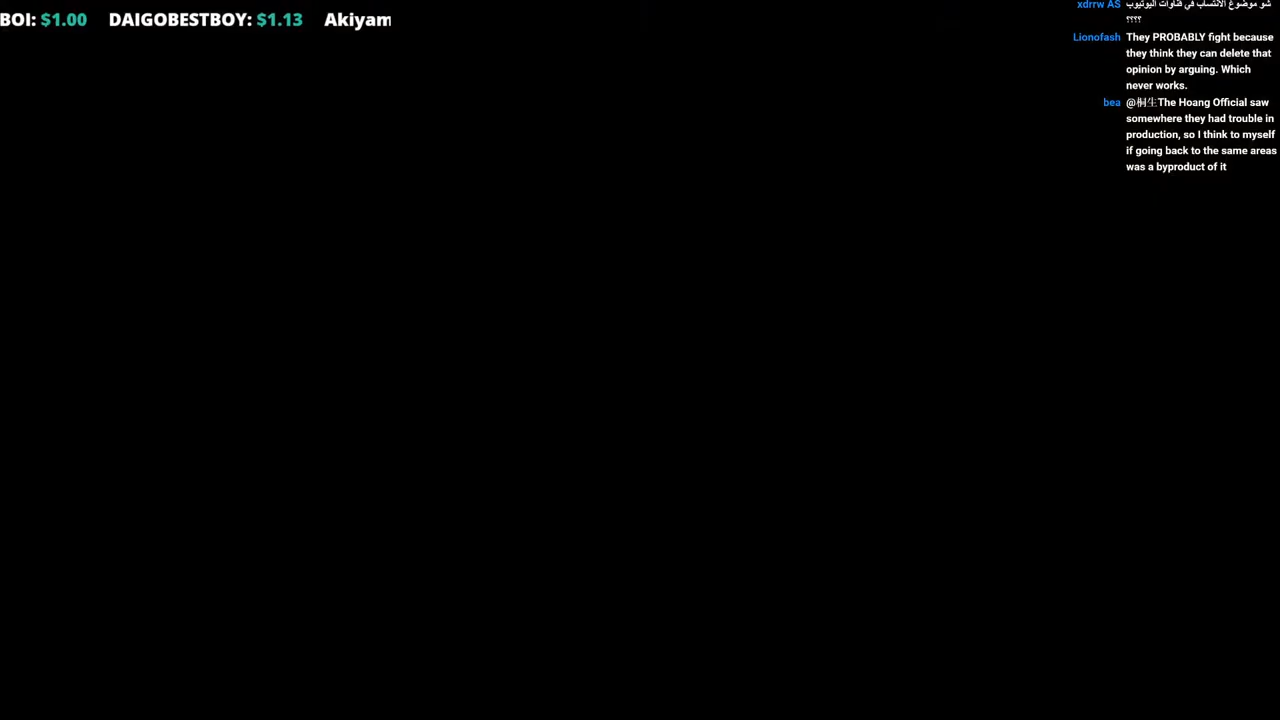 BOI: $1.00 DAIGOBESTBOY: $1.13 Akiyam
xdrrw AS شو موضوع الانتساب في قناوات اليوتيوب
؟؟؟؟
Lionofash They PROBABLY fight because
they think they can delete that
opinion by arguing. Which
never works.
bea @桐生The Hoang Official saw
somewhere they had trouble in
production, so I think to myself
if going back to the same areas
was a byproduct of it